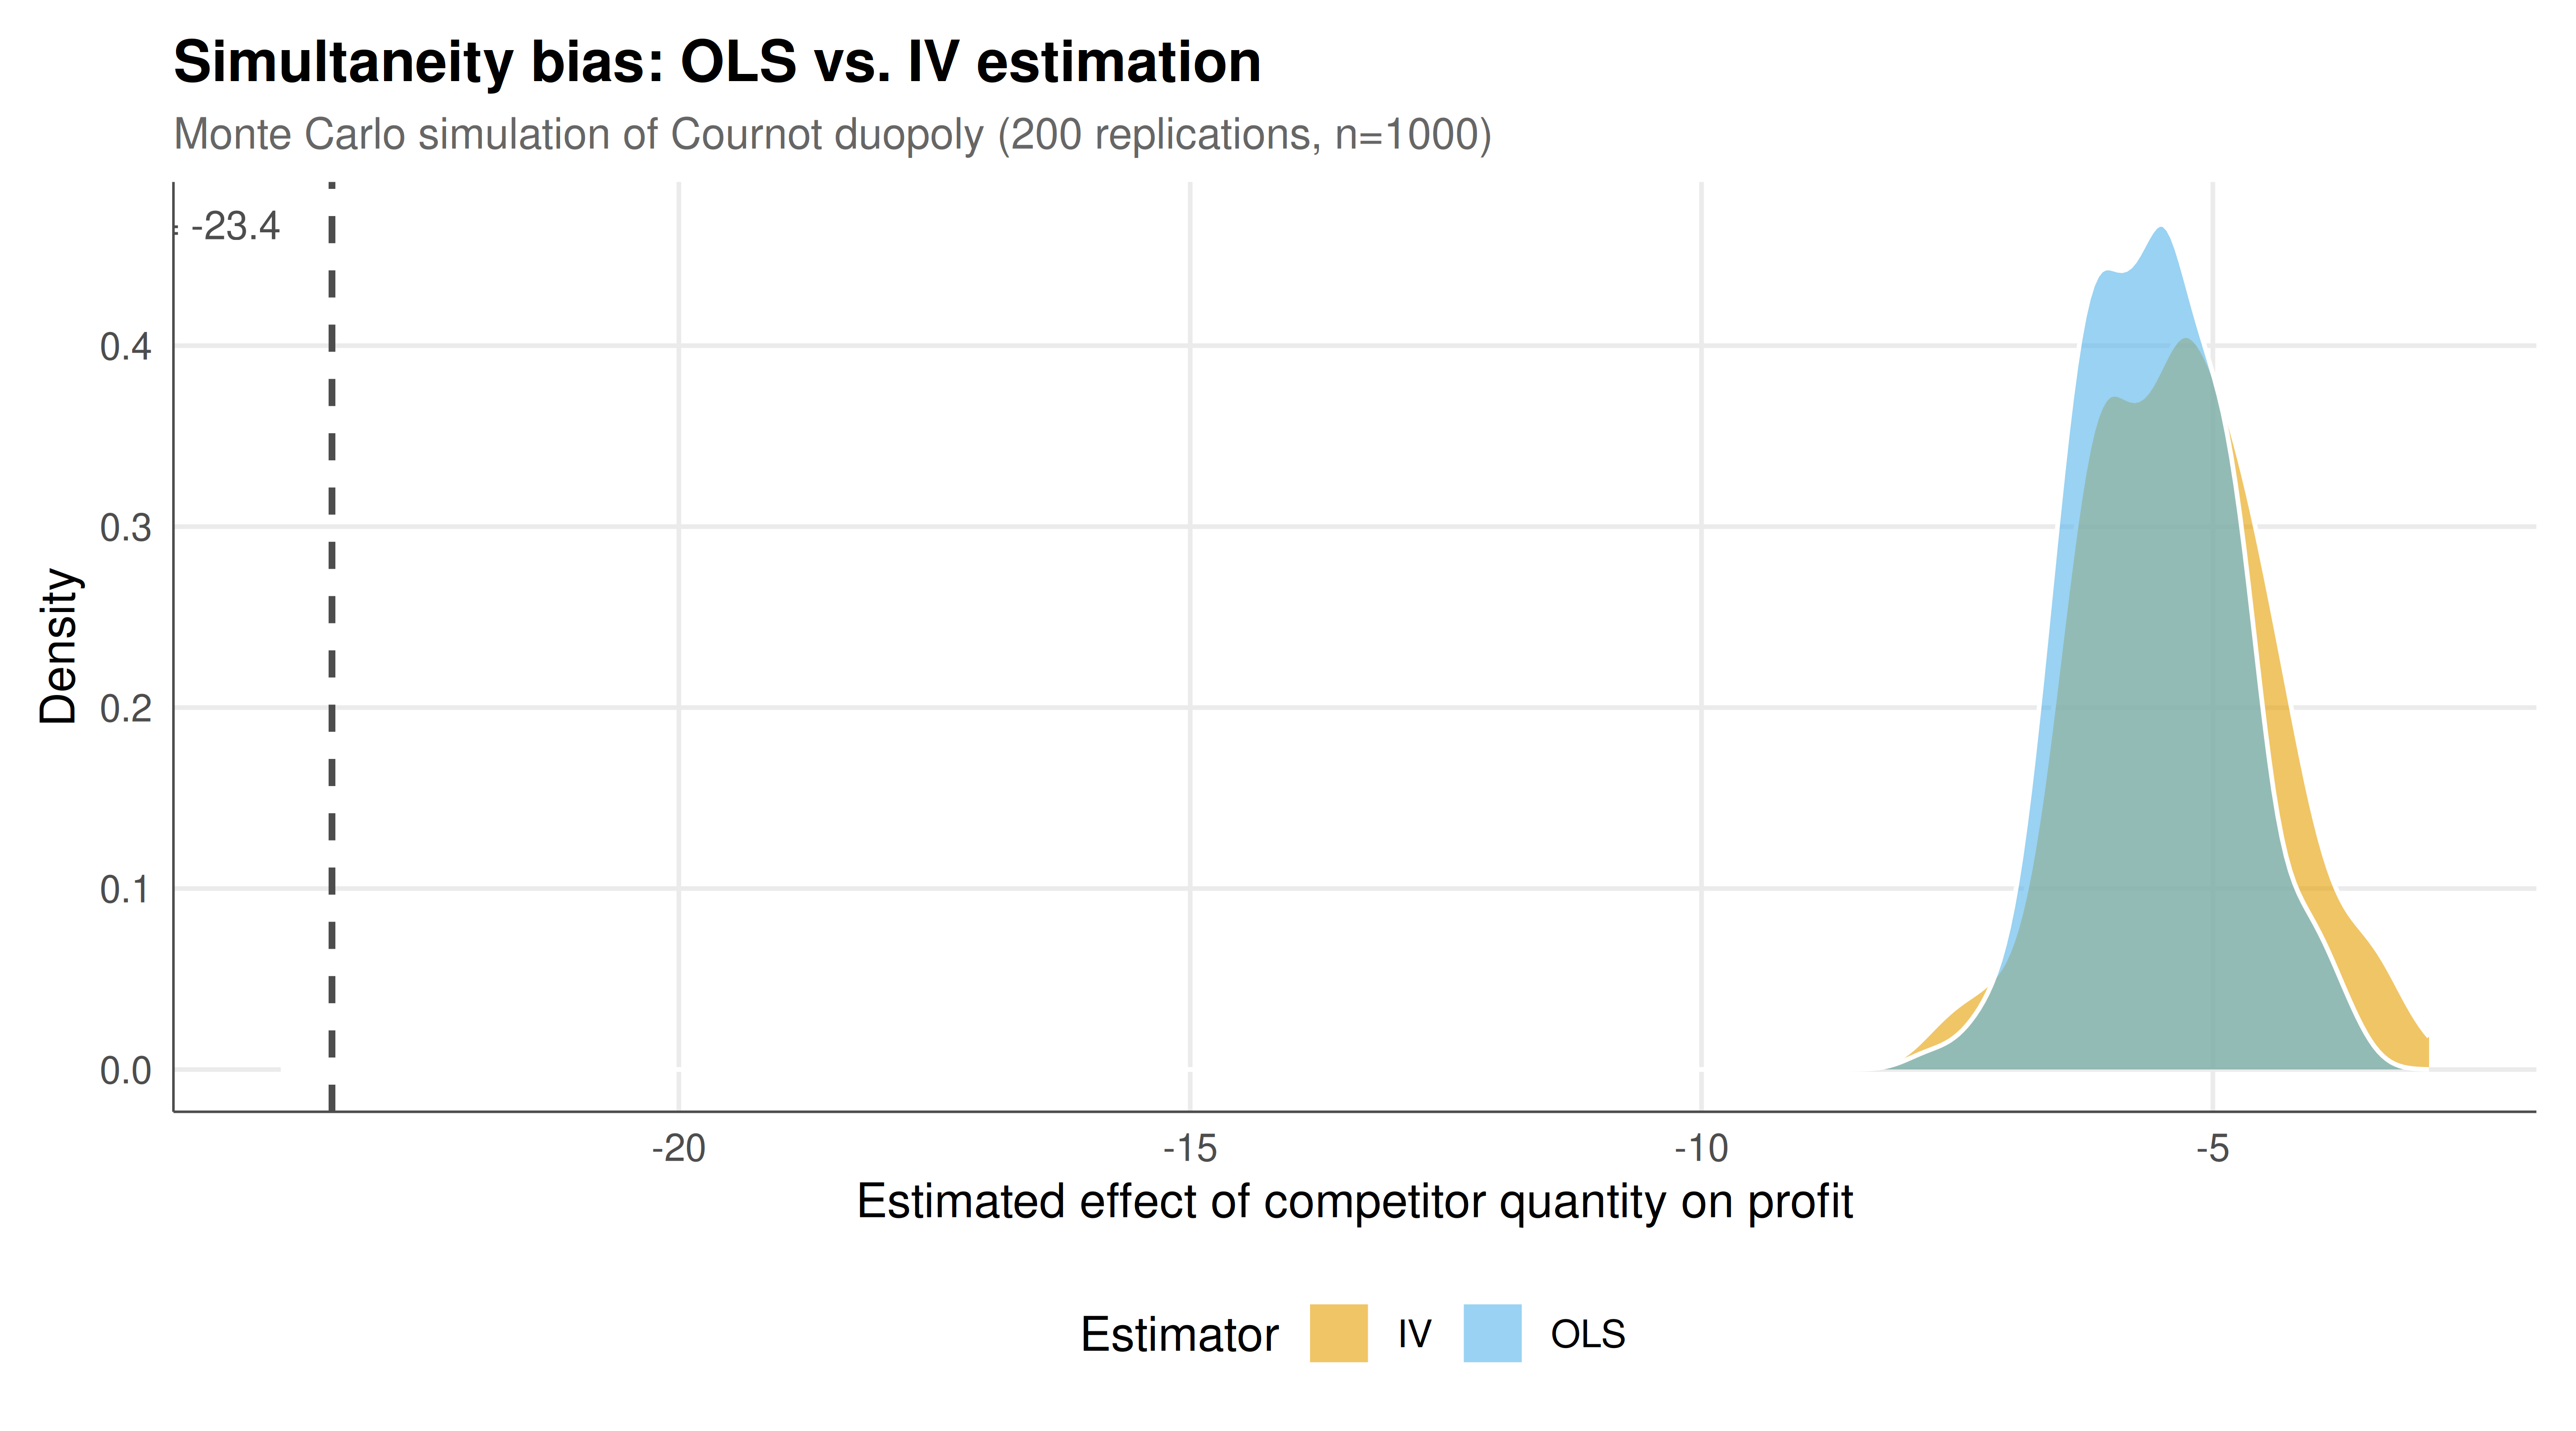 Simultaneity bias: OLS vs. IV estimation
Monte Carlo simulation of Cournot duopoly (200 replications, n=1000)
-23.4
0.4
0.3
0.2
0.1
0.0
Density
-20 -15 -10 -5
Estimated effect of competitor quantity on profit
Estimator IV OLS